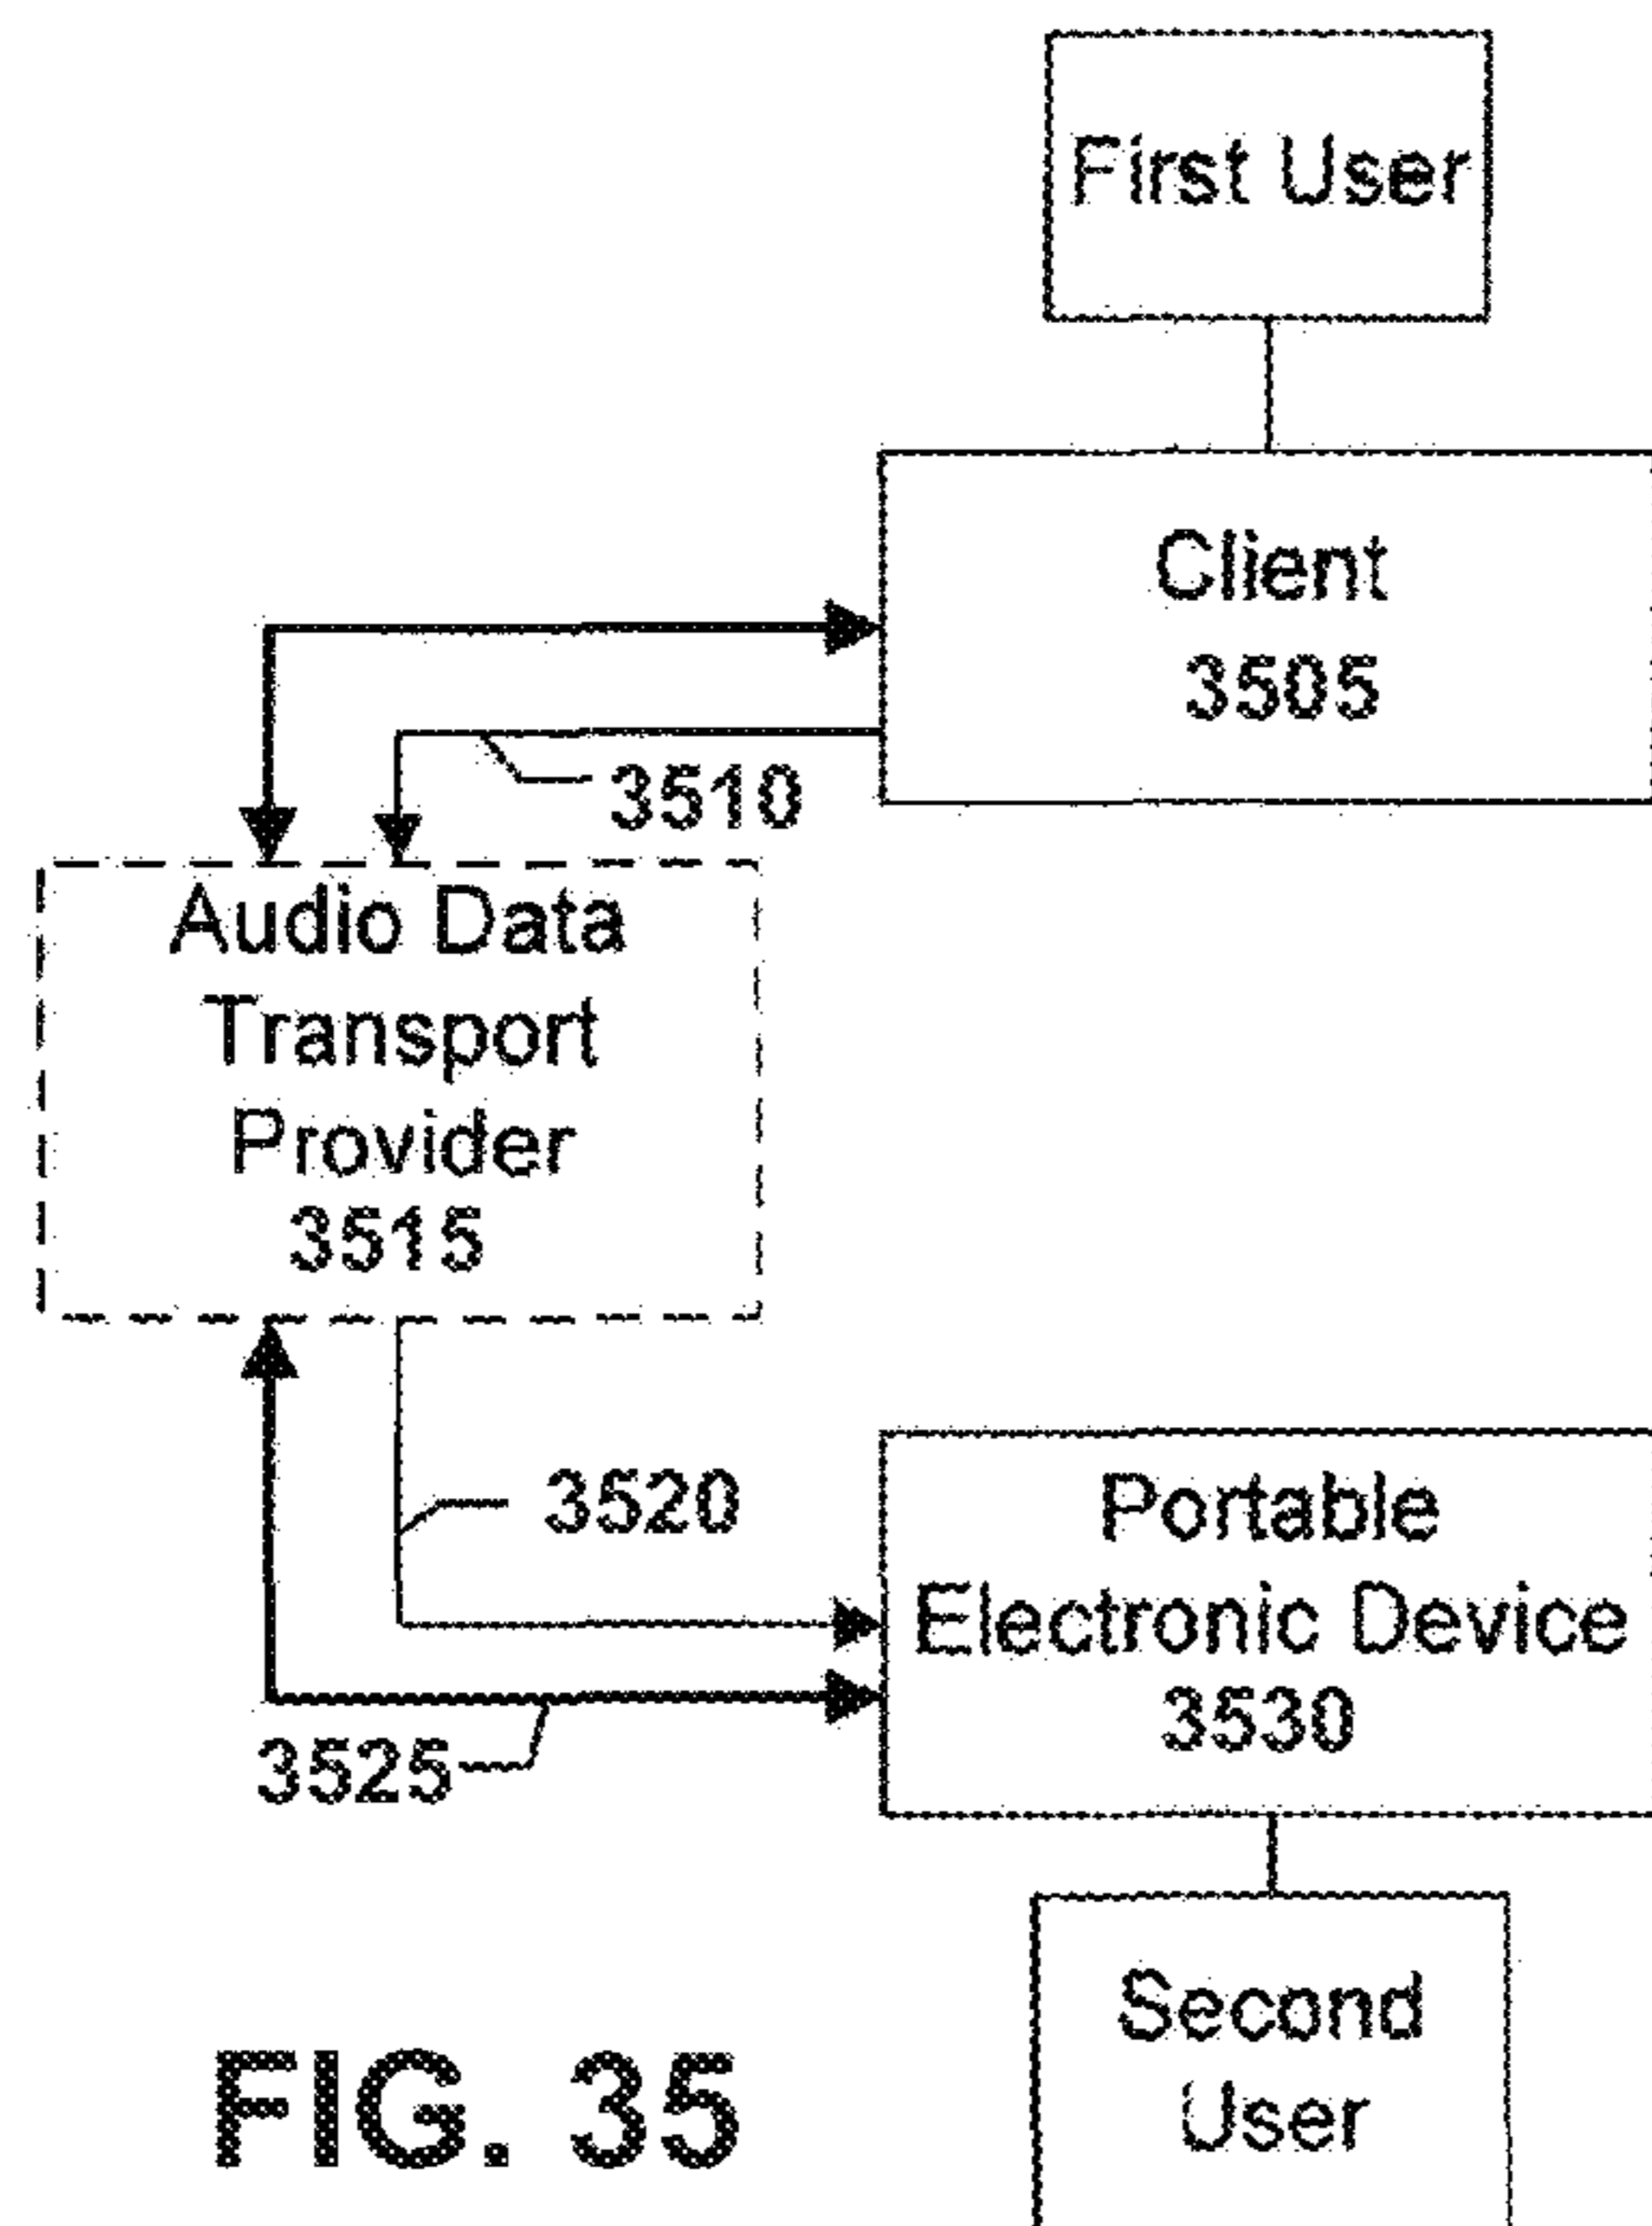 First User
Client
3505
3510
Audio Data
Transport
Provider
3515
3520
Portable
Electronic Device
3530
3525
Second
User
FIG. 35